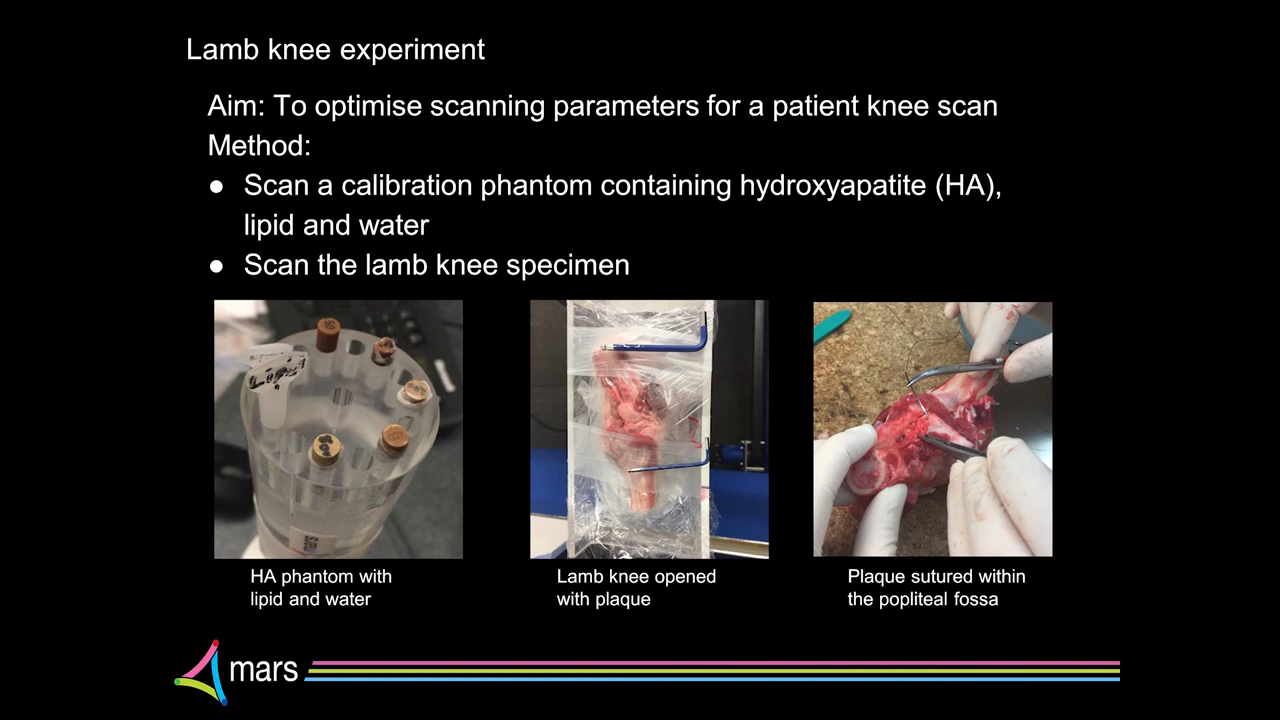 Lamb knee experiment
Aim: To optimise scanning parameters for a patient knee scan
Method:
● Scan a calibration phantom containing hydroxyapatite (HA),
lipid and water
● Scan the lamb knee specimen
HA phantom with
lipid and water
Lamb knee opened
with plaque
Plaque sutured within
the popliteal fossa
mars